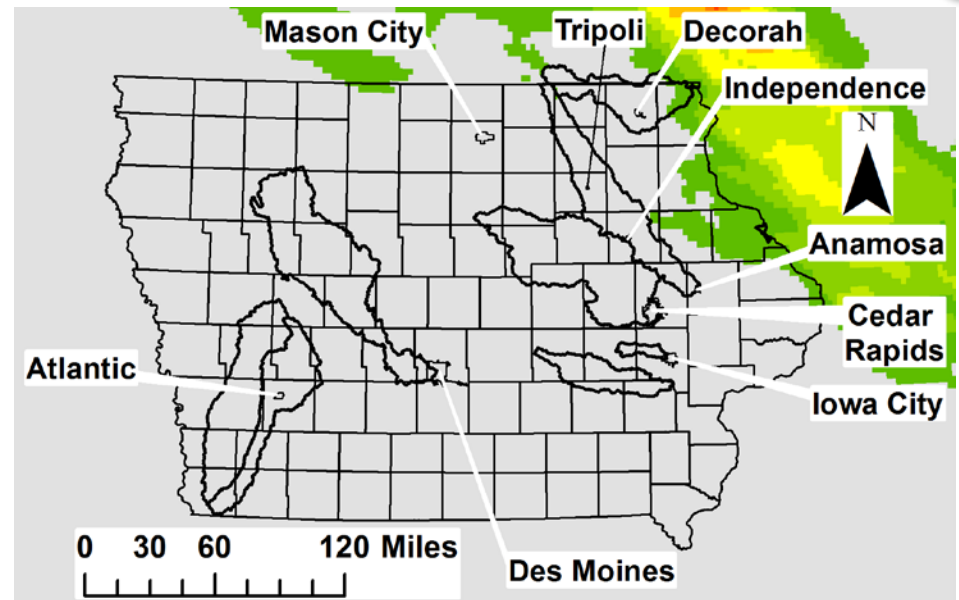 Mason City
Tripoli
Decorah
Independence
N
Anamosa
Cedar
Rapids
Atlantic
Iowa City
0 30 60 120 Miles
Des Moines